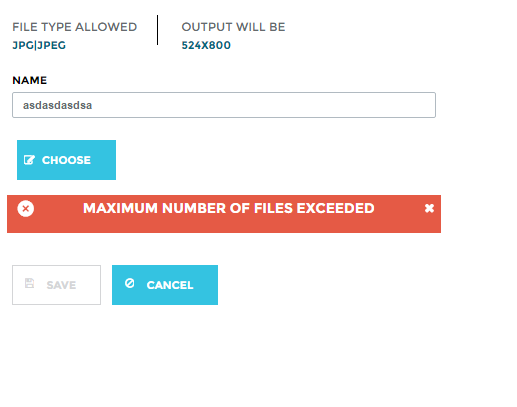 FILE TYPE ALLOWED
JPG|JPEG
OUTPUT WILL BE
524X800
NAME
asdasdasdsa
CHOOSE
MAXIMUM NUMBER OF FILES EXCEEDED
SAVE
CANCEL